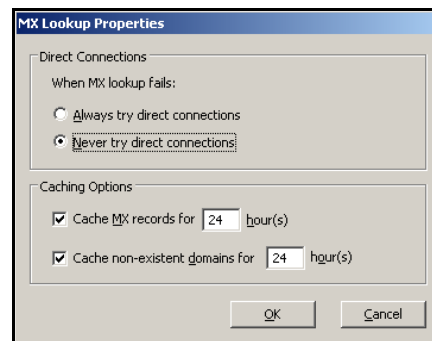 MX Lookup Properties
Direct Connections
When MX lookup fails:
Always try direct connections
Never try direct connections
Caching Options
Cache MX records for 24 hour(s)
Cache non-existent domains for 24 hour(s)
OK Cancel